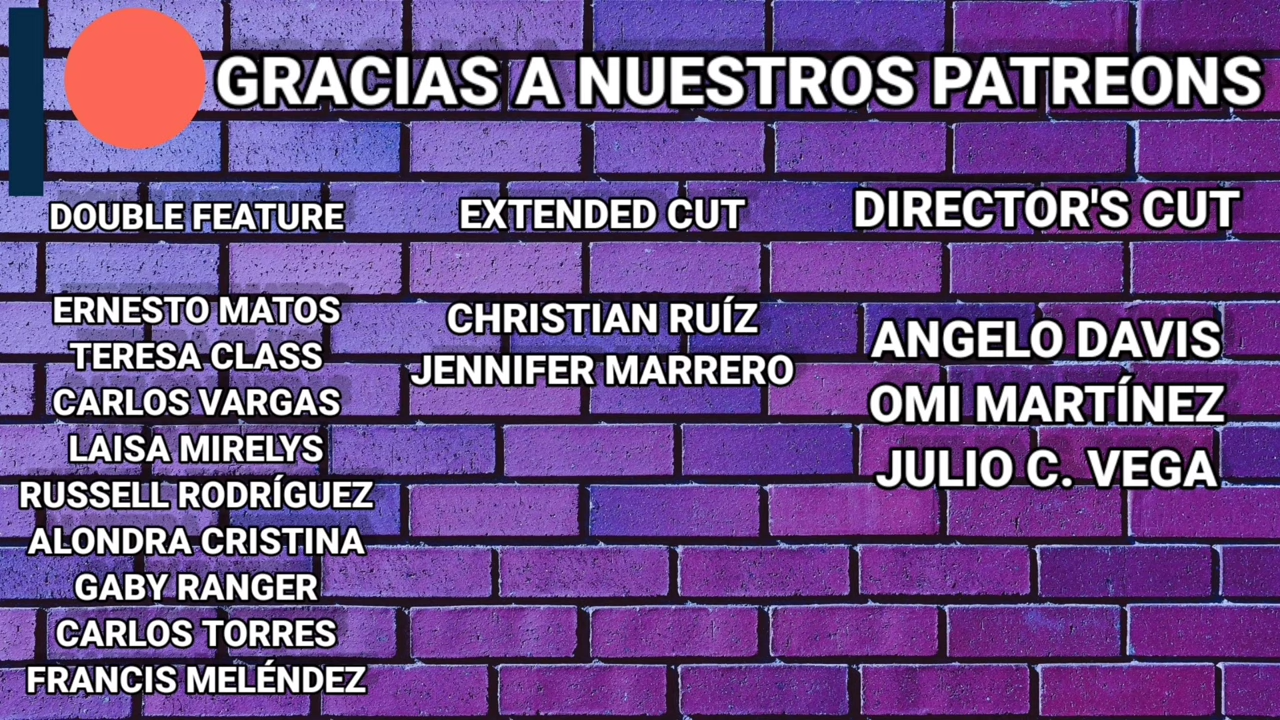 GRACIAS A NUESTROS PATREONS
DOUBLE FEATURE
ERNESTO MATOS
TERESA CLASS
CARLOS VARGAS
LAISA MIRELYS
RUSSELL RODRÍGUEZ
ALONDRA CRISTINA
GABY RANGER
CARLOS TORRES
FRANCIS MELÉNDEZ
EXTENDED CUT
CHRISTIAN RUÍZ
JENNIFER MARRERO
DIRECTOR'S CUT
ANGELO DAVIS
OMI MARTÍNEZ
JULIO C. VEGA